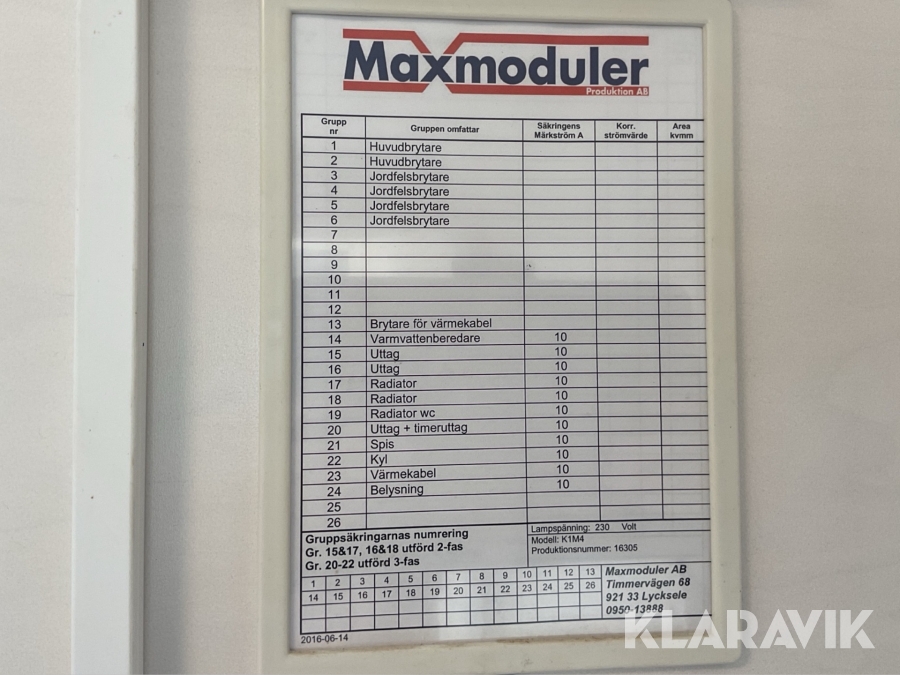 Maxmoduler
Produktion AB
Grupp nr Gruppen omfattar Säkringens Märkström A Korr. strömvärde Area kvmm
1 Huvudbrytare
2 Huvudbrytare
3 Jordfelsbrytare
4 Jordfelsbrytare
5 Jordfelsbrytare
6 Jordfelsbrytare
7
8
9
10
11
12
13 Brytare för värmekabel
14 Varmvattenberedare 10
15 Uttag 10
16 Uttag 10
17 Radiator 10
18 Radiator 10
19 Radiator wc 10
20 Uttag + timeruttag 10
21 Spis 10
22 Kyl 10
23 Värmekabel 10
24 Belysning 10
25
26
Gruppsäkringarnas numrering
Gr. 15&17, 16&18 utförd 2-fas
Gr. 20-22 utförd 3-fas
Lampspänning: 230 Volt
Modell: K1M4
Produktionsnummer: 16305
1 2 3 4 5 6 7 8 9 10 11 12 13
14 15 16 17 18 19 20 21 22 23 24 25 26
Maxmoduler AB
Timmervägen 68
921 33 Lycksele
0950-13888
2016-06-14
KLARAVIK